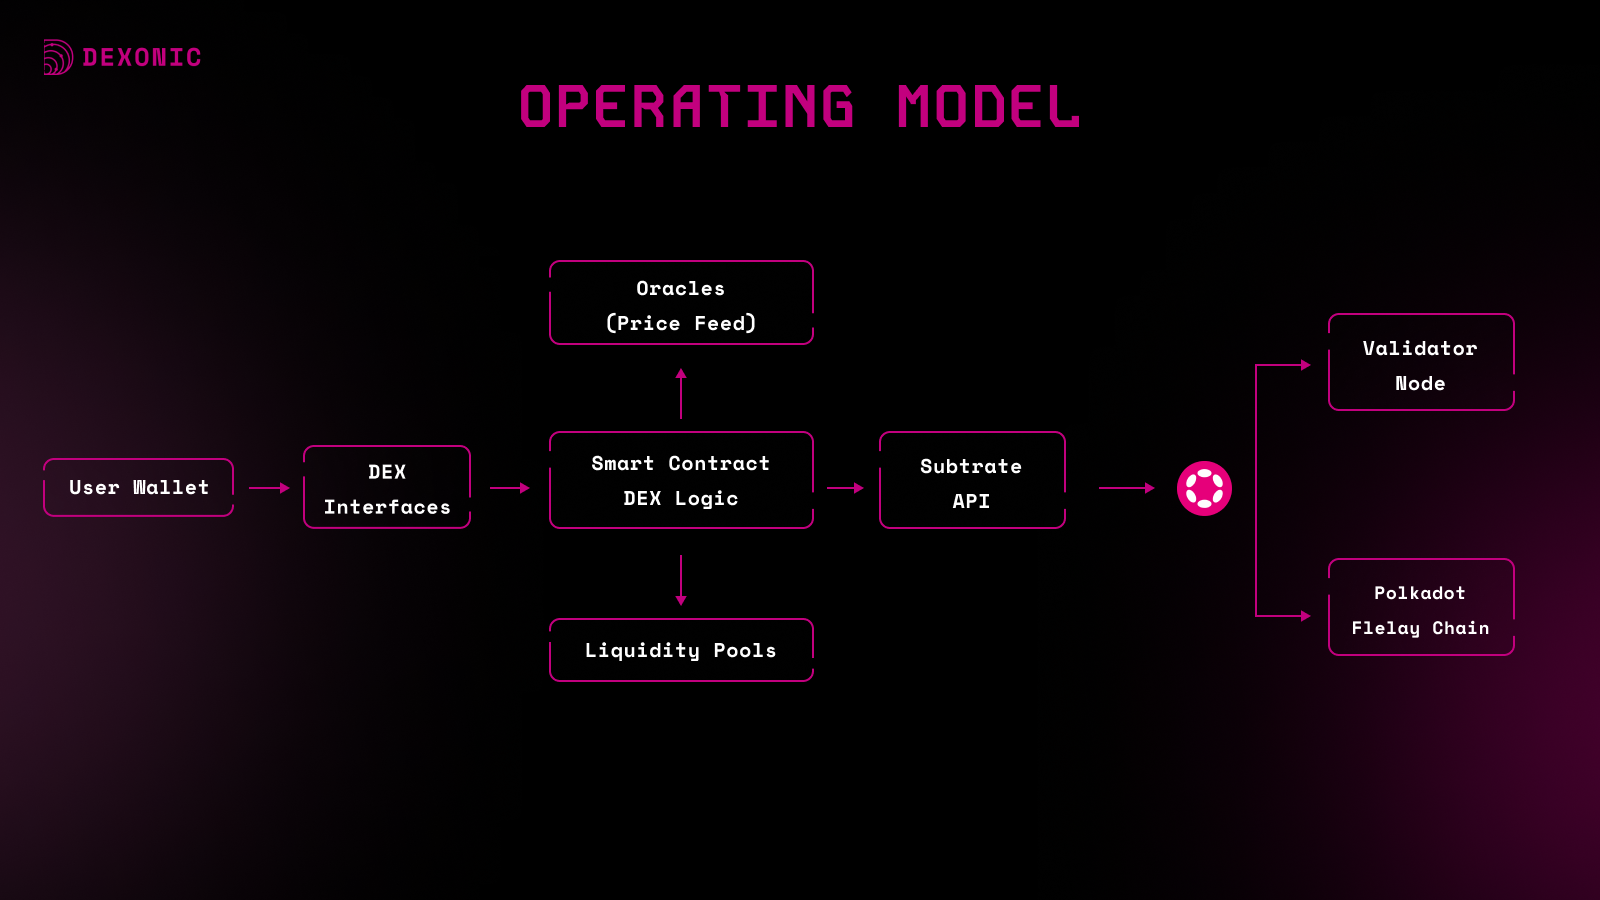 DEXONIC
OPERATING MODEL
Oracles
(Price Feed)
Validator
Node
User Wallet
DEX
Interfaces
Smart Contract
DEX Logic
Subtrate
API
Liquidity Pools
Polkadot
Flelay Chain